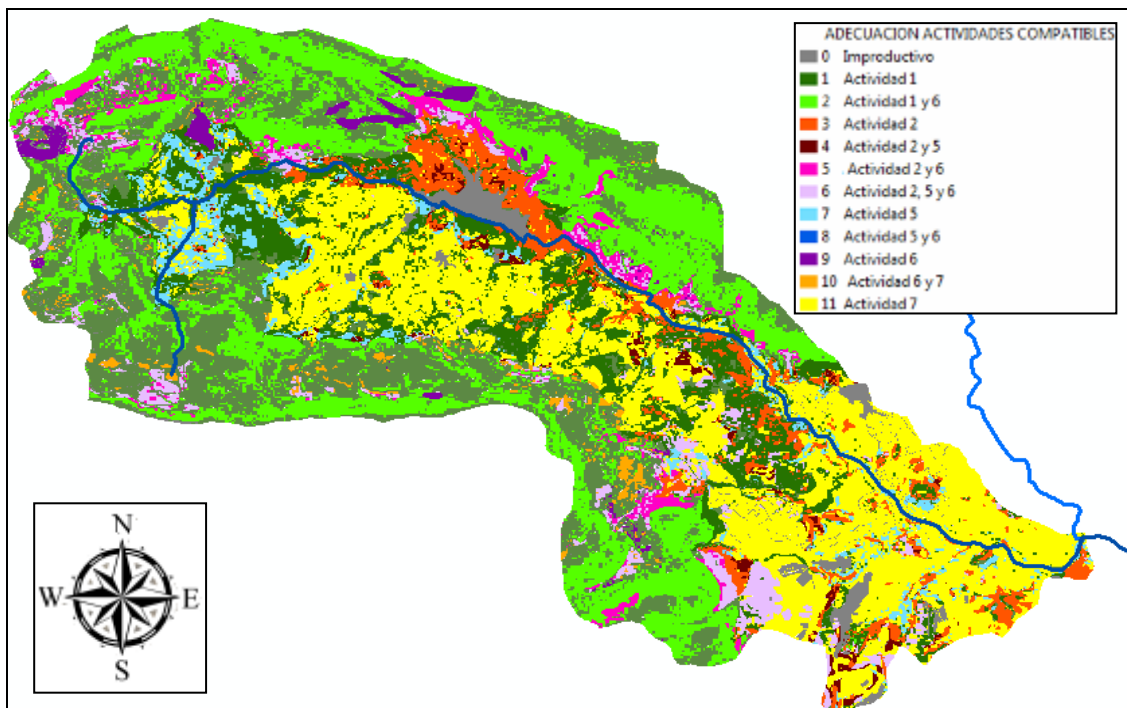 ADECUACION ACTIVIDADES COMPATIBLES
0 Improductivo
1 Actividad 1
2 Actividad 1 y 6
3 Actividad 2
4 Actividad 2 y 5
5 . Actividad 2 y 6
6 Actividad 2, 5 y 6
7 Actividad 5
8 Actividad 5 y 6
9 Actividad 6
10 Actividad 6 y 7
11 Actividad 7
N
W E
S